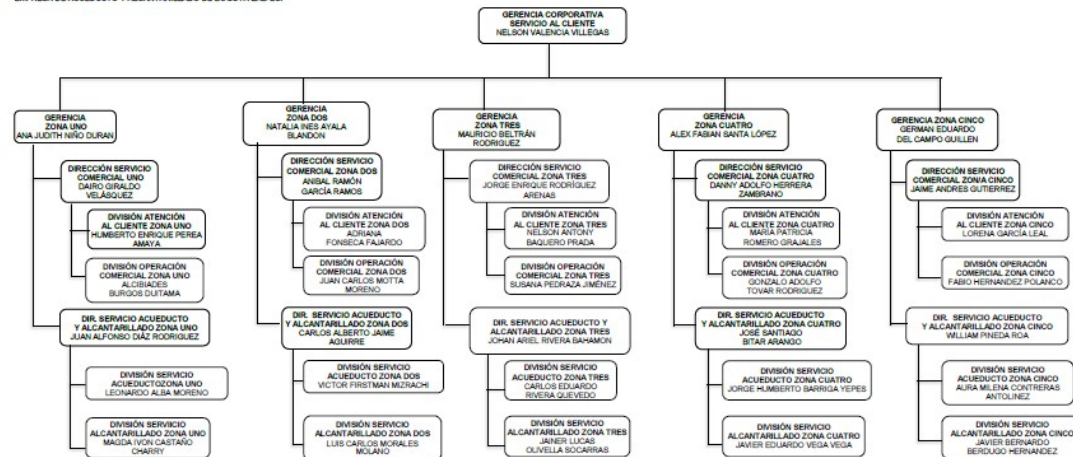 GERENCIA CORPORATIVA
SERVICIO AL CLIENTE
NELSON VALENCIA VILLEGAS
GERENCIA
ZONA UNO
ANA JUDITH NIÑO DURAN
DIRECCIÓN SERVICIO
COMERCIAL UNO
DAIRO GIRALDO
VELÁSQUEZ
DIVISIÓN ATENCIÓN
AL CLIENTE ZONA UNO
HUMBERTO ENRIQUE PEREA
AMAYA
DIVISIÓN OPERACIÓN
COMERCIAL ZONA UNO
ALCIBIADES
BURGOS DUITAMA
DIR. SERVICIO ACUEDUCTO
Y ALCANTARILLADO ZONA UNO
JUAN ALFONSO DIÁZ RODRIGUEZ
DIVISIÓN SERVICIO
ACUEDUCTOZONA UNO
LEONARDO ALBA MORENO
DIVISIÓN SERVIICIO
ALCANTARILLADO ZONA UNO
MAGDA IVON CASTAÑO
CHARRY
GERENCIA
ZONA DOS
NATALIA INES AYALA
BLANDON
DIRECCIÓN SERVICIO
COMERCIAL ZONA DOS
ANIBAL RAMÓN
GARCÍA RAMOS
DIVISIÓN ATENCIÓN
AL CLIENTE ZONA DOS
ADRIANA
FONSECA FAJARDO
DIVISIÓN OPERACIÓN
COMERCIAL ZONA DOS
JUAN CARLOS MOTTA
MORENO
DIR. SERVICIO ACUEDUCTO
Y ALCANTARILLADO ZONA DOS
CARLOS ALBERTO JAIME
AGUIRRE
DIVISIÓN SERVICIO
ACUEDUCTO ZONA DOS
VICTOR FIRSTMAN MIZRACHI
DIVISIÓN SERVICIO
ALCANTARILLADO ZONA DOS
LUIS CARLOS MORALES
MOLANO
GERENCIA
ZONA TRES
MAURICIO BELTRÁN
RODRIGUEZ
DIRECCIÓN SERVICIO
COMERCIAL ZONA TRES
JORGE ENRIQUE RODRÍGUEZ
ARENAS
DIVISIÓN ATENCIÓN
AL CLIENTE ZONA TRES
NELSON ANTONY
BAQUERO PRADA
DIVISIÓN OPERACIÓN
COMERCIAL ZONA TRES
SUSANA PEDRAZA JIMÉNEZ
DIR. SERVICIO ACUEDUCTO Y
ALCANTARILLADO ZONA TRES
JOHAN ARIEL RIVERA BAHAMON
DIVISIÓN SERVICIO
ACUEDUCTO ZONA TRES
CARLOS EDUARDO
RIVERA QUEVEDO
DIVISIÓN SERVICIO
ALCANTARILLADO ZONA TRES
JAINER LUCAS
OLIVELLA SOCARRAS
GERENCIA
ZONA CUATRO
ALEX FABIAN SANTA LÓPEZ
DIRECCIÓN SERVICIO
COMERCIAL ZONA CUATRO
DANNY ADOLFO HERRERA
ZAMBRANO
DIVISIÓN ATENCIÓN
AL CLIENTE ZONA CUATRO
MARÍA PATRICIA
ROMERO GRAJALES
DIVISIÓN OPERACIÓN
COMERCIAL ZONA CUATRO
GONZALO ADOLFO
TOVAR RODRIGUEZ
DIR. SERVICIO ACUEDUCTO
Y ALCANTARILLADO ZONA CUATRO
JOSÉ SANTIAGO
BITAR ARANGO
DIVISIÓN SERVICIO
ACUEDUCTO ZONA CUATRO
JORGE HUMBERTO BARRIGA YEPES
DIVISIÓN SERVICIO
ALCANTARILLADO ZONA CUATRO
JAVIER EDUARDO VEGA VEGA
GERENCIA ZONA CINCO
GERMAN EDUARDO
DEL CAMPO GUILLEN
DIRECCIÓN SERVICIO
COMERCIAL ZONA CINCO
JAIME ANDRES GUTIERREZ
DIVISIÓN ATENCIÓN
AL CLIENTE ZONA CINCO
LORENA GARCÍA LEAL
DIVISIÓN OPERACIÓN
COMERCIAL ZONA CINCO
FABIO HERNANDEZ POLANCO
DIR. SERVICIO ACUEDUCTO
Y ALCANTARILLADO ZONA CINCO
WILLIAM PINEDA ROA
DIVISIÓN SERVICIO
ACUEDUCTO ZONA CINCO
AURA MILENA CONTRERAS
ANTOLINEZ
DIVISIÓN SERVICIO
ALCANTARILLADO ZONA CINCO
JAVIER BERNARDO
BERDUGO HERNANDEZ